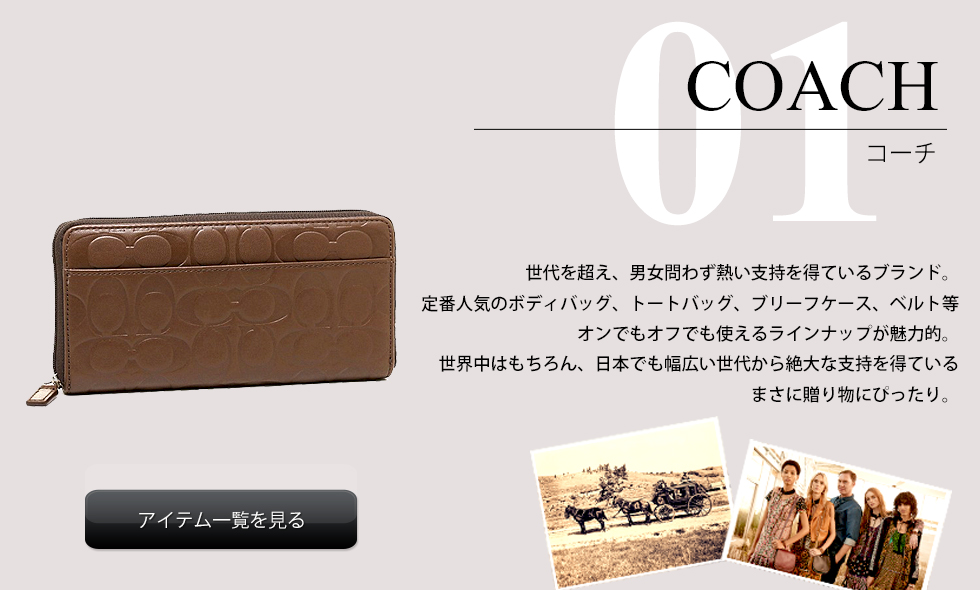 01
COACH
コーチ
世代を超え、男女問わず熱い支持を得ているブランド。
定番人気のボディバッグ、トートバッグ、ブリーフケース、ベルト等
オンでもオフでも使えるラインナップが魅力的。
世界中はもちろん、日本でも幅広い世代から絶大な支持を得ている
まさに贈り物にぴったり。
アイテム一覧を見る